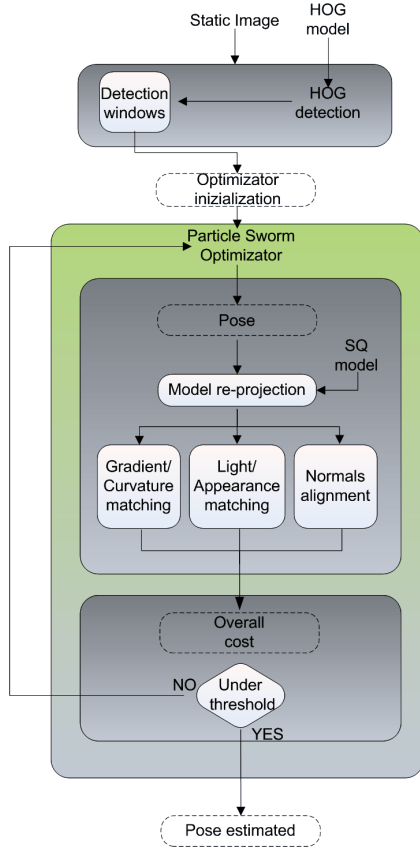 Static Image
HOG
model
Detection
windows
HOG
detection
Optimizator
inizialization
Particle Sworm
Optimizator
Pose
SQ
model
Model re-projection
Gradient/
Curvature
matching
Light/
Appearance
matching
Normals
alignment
Overall
cost
NO
Under
threshold
YES
Pose estimated